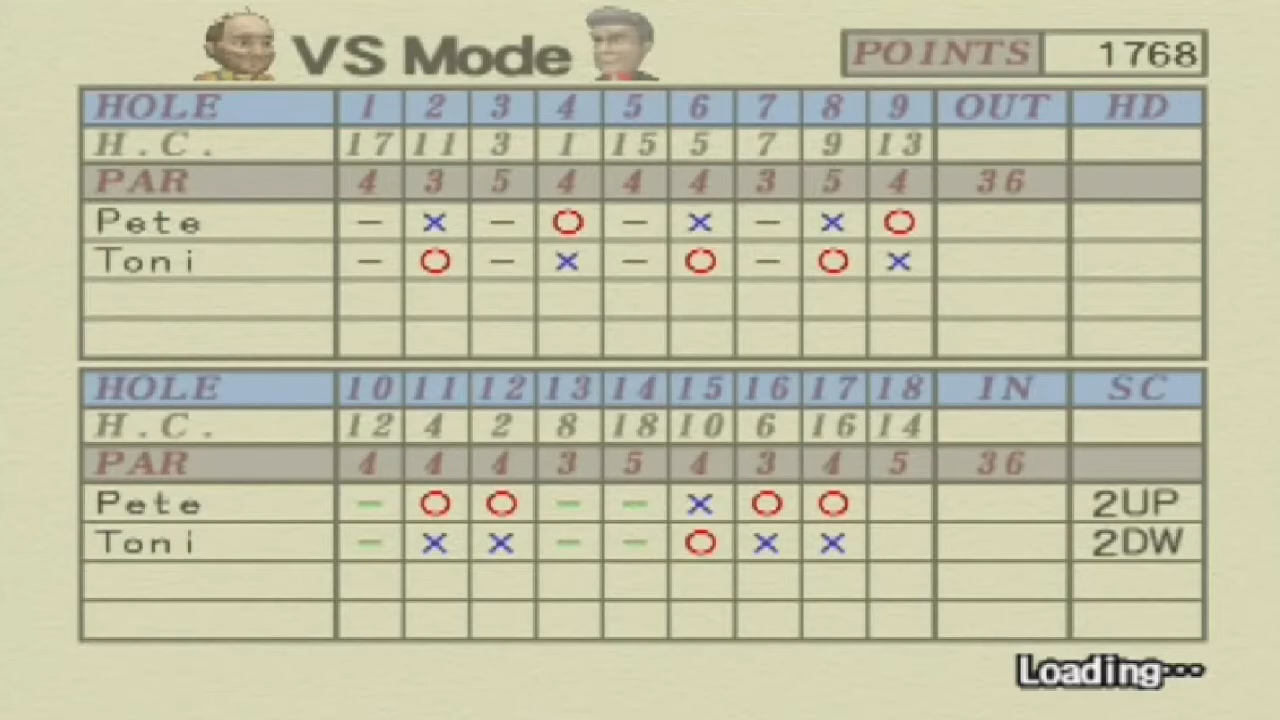 VS Mode POINTS 1768
HOLE 1 2 3 4 5 6 7 8 9 OUT HD
H.C. 17 11 3 1 15 5 7 9 13
PAR 4 3 5 4 4 4 3 5 4 36
Pete - × - ○ - × - × ○
Toni - ○ - × - ○ - ○ ×
HOLE 10 11 12 13 14 15 16 17 18 IN SC
H.C. 12 4 2 8 18 10 6 16 14
PAR 4 4 4 3 5 4 3 4 5 36
Pete - ○ ○ - - × ○ ○ 2UP
Toni - × × - - ○ × × 2DW
Loading···